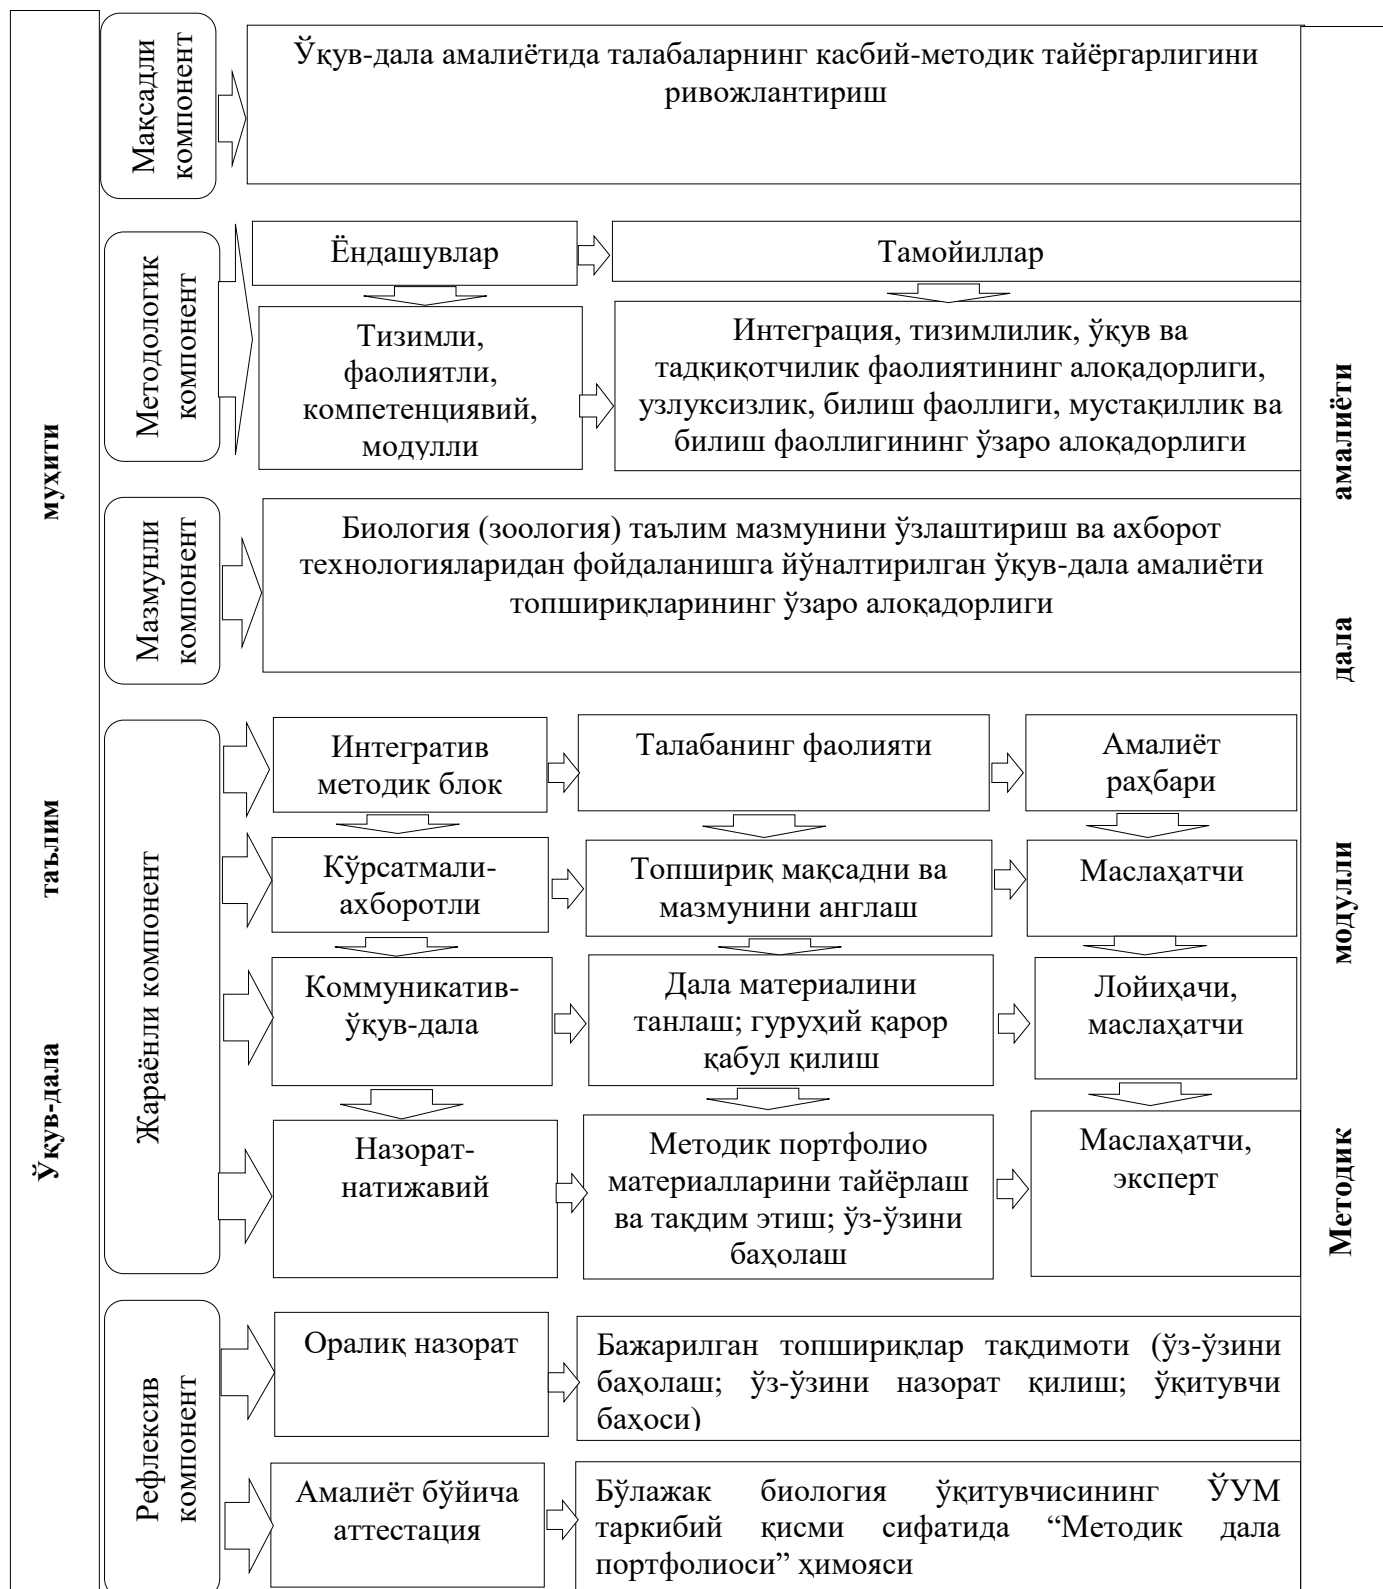 Мақсадли
компонент
Ўқув-дала амалиётида талабаларнинг касбий-методик тайёргарлигини
ривожлантириш
Методологик
компонент
Ёндашувлар
Тамойиллар
Тизимли,
фаолиятли,
компетенциявий,
модулли
Интеграция, тизимлилик, ўқув ва
тадқиқотчилик фаолиятининг алоқадорлиги,
узлуксизлик, билиш фаоллиги, мустақиллик ва
билиш фаоллигининг ўзаро алоқадорлиги
Мазмунли
компонент
Биология (зоология) таълим мазмунини ўзлаштириш ва ахборот
технологияларидан фойдаланишга йўналтирилган ўқув-дала амалиёти
топшириқларининг ўзаро алоқадорлиги
Жараёнли компонент
Интегратив
методик блок
Талабанинг фаолияти
Амалиёт
раҳбари
Кўрсатмали-
ахборотли
Топшириқ мақсадни ва
мазмунини англаш
Маслаҳатчи
Коммуникатив-
ўқув-дала
Дала материалини
танлаш; гуруҳий қарор
қабул қилиш
Лойиҳачи,
маслаҳатчи
Назорат-
натижавий
Методик портфолио
материалларини тайёрлаш
ва тақдим этиш; ўз-ўзини
баҳолаш
Маслаҳатчи,
эксперт
Рефлексив
компонент
Оралиқ назорат
Бажарилган топшириқлар тақдимоти (ўз-ўзини
баҳолаш; ўз-ўзини назорат қилиш; ўқитувчи
баҳоси)
Амалиёт бўйича
аттестация
Бўлажак биология ўқитувчисининг ЎУМ
таркибий қисми сифатида “Методик дала
портфолиоси” ҳимояси
Ўқув-дала таълим муҳити
Методик модулли дала амалиёти